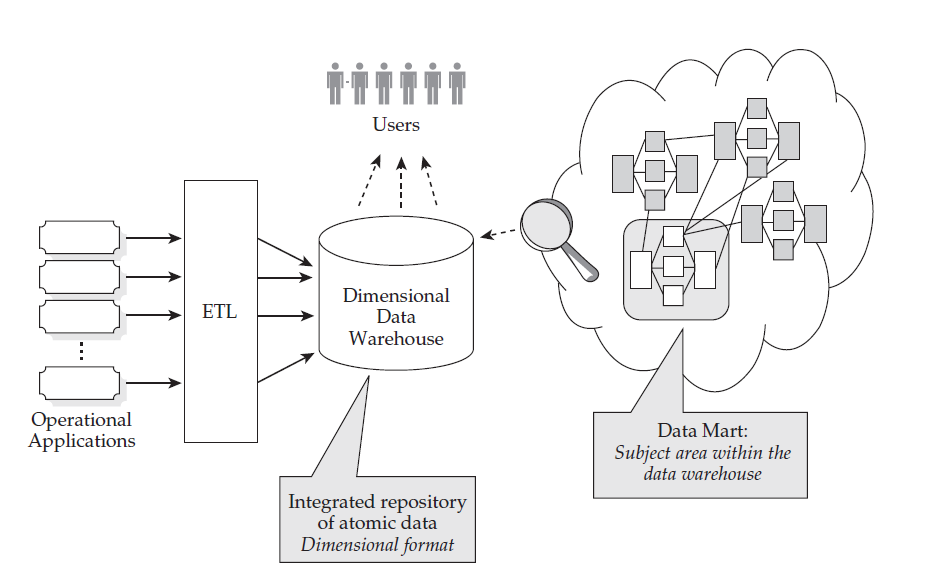 Users
ETL
Dimensional
Data
Warehouse
Operational
Applications
Data Mart:
Subject area within the
data warehouse
Integrated repository
of atomic data
Dimensional format